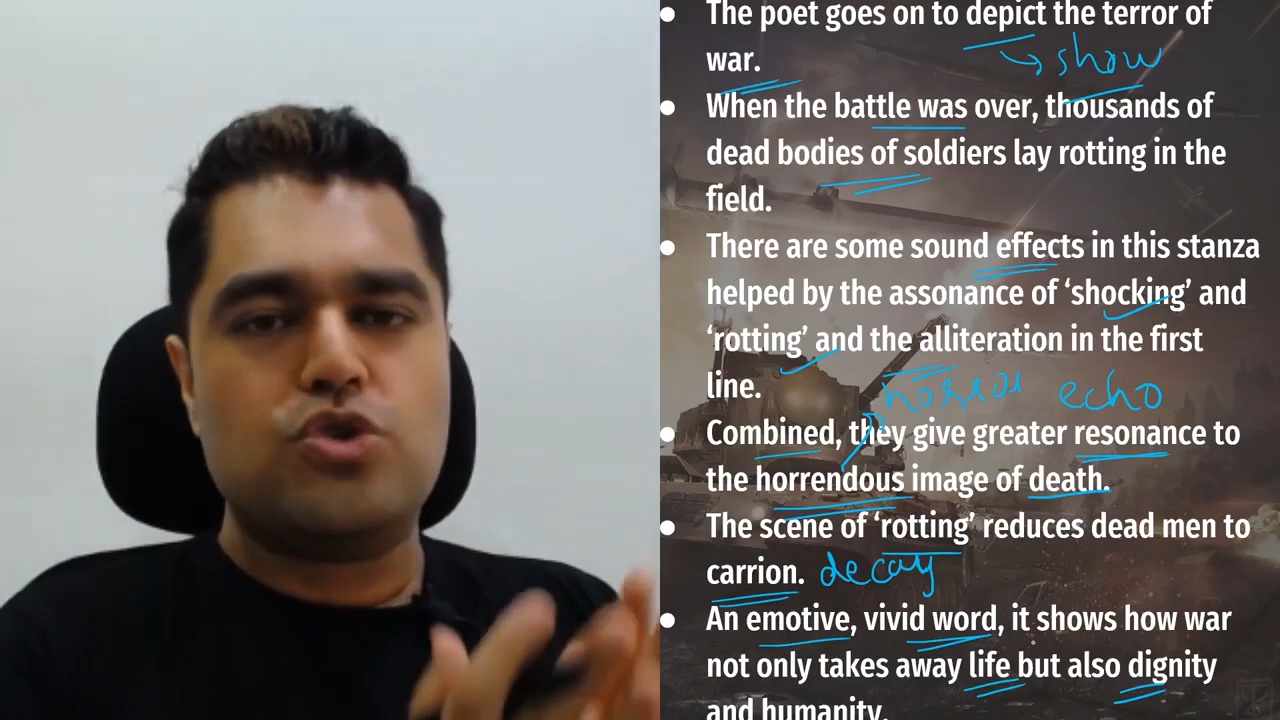 The poet goes on to depict the terror of
show
war.
When the battle was over, thousands of
dead bodies of soldiers lay rotting in the
field.
There are some sound effects in this stanza
helped by the assonance of ‘shocking’ and
‘rotting’ and the alliteration in the first
line.
horror echo
Combined, they give greater resonance to
the horrendous image of death.
The scene of ‘rotting’ reduces dead men to
carrion. decay
An emotive, vivid word, it shows how war
not only takes away life but also dignity
and humanity.